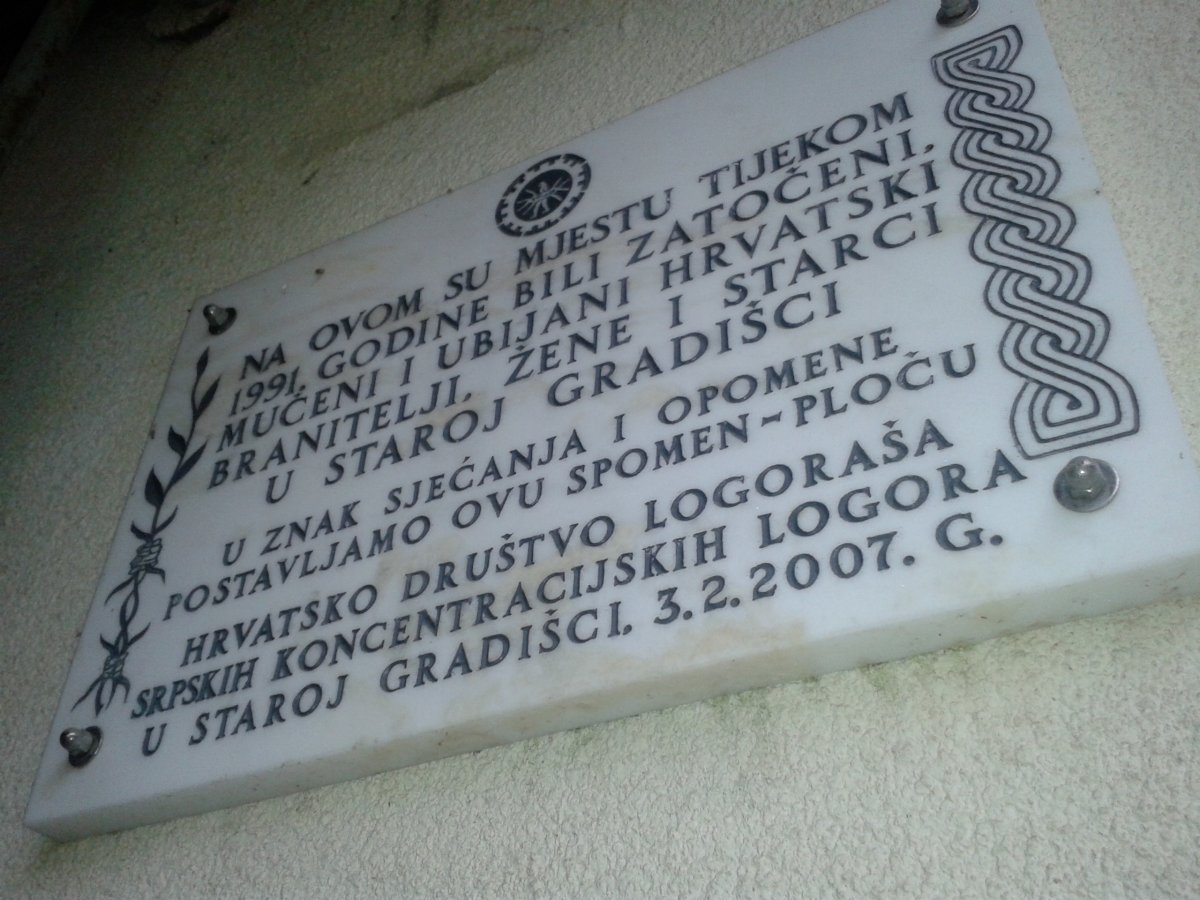 NA OVOM SU MJESTU TIJEKOM
1991. GODINE BILI ZATOČENI,
MUČENI I UBIJANI HRVATSKI
BRANITELJI, ŽENE I STARCI
U STAROJ GRADIŠCI
U ZNAK SJEĆANJA I OPOMENE
POSTAVLJAMO OVU SPOMEN-PLOČU
HRVATSKO DRUŠTVO LOGORAŠA
SRPSKIH KONCENTRACIJSKIH LOGORA
U STAROJ GRADIŠCI. 3.2.2007. G.